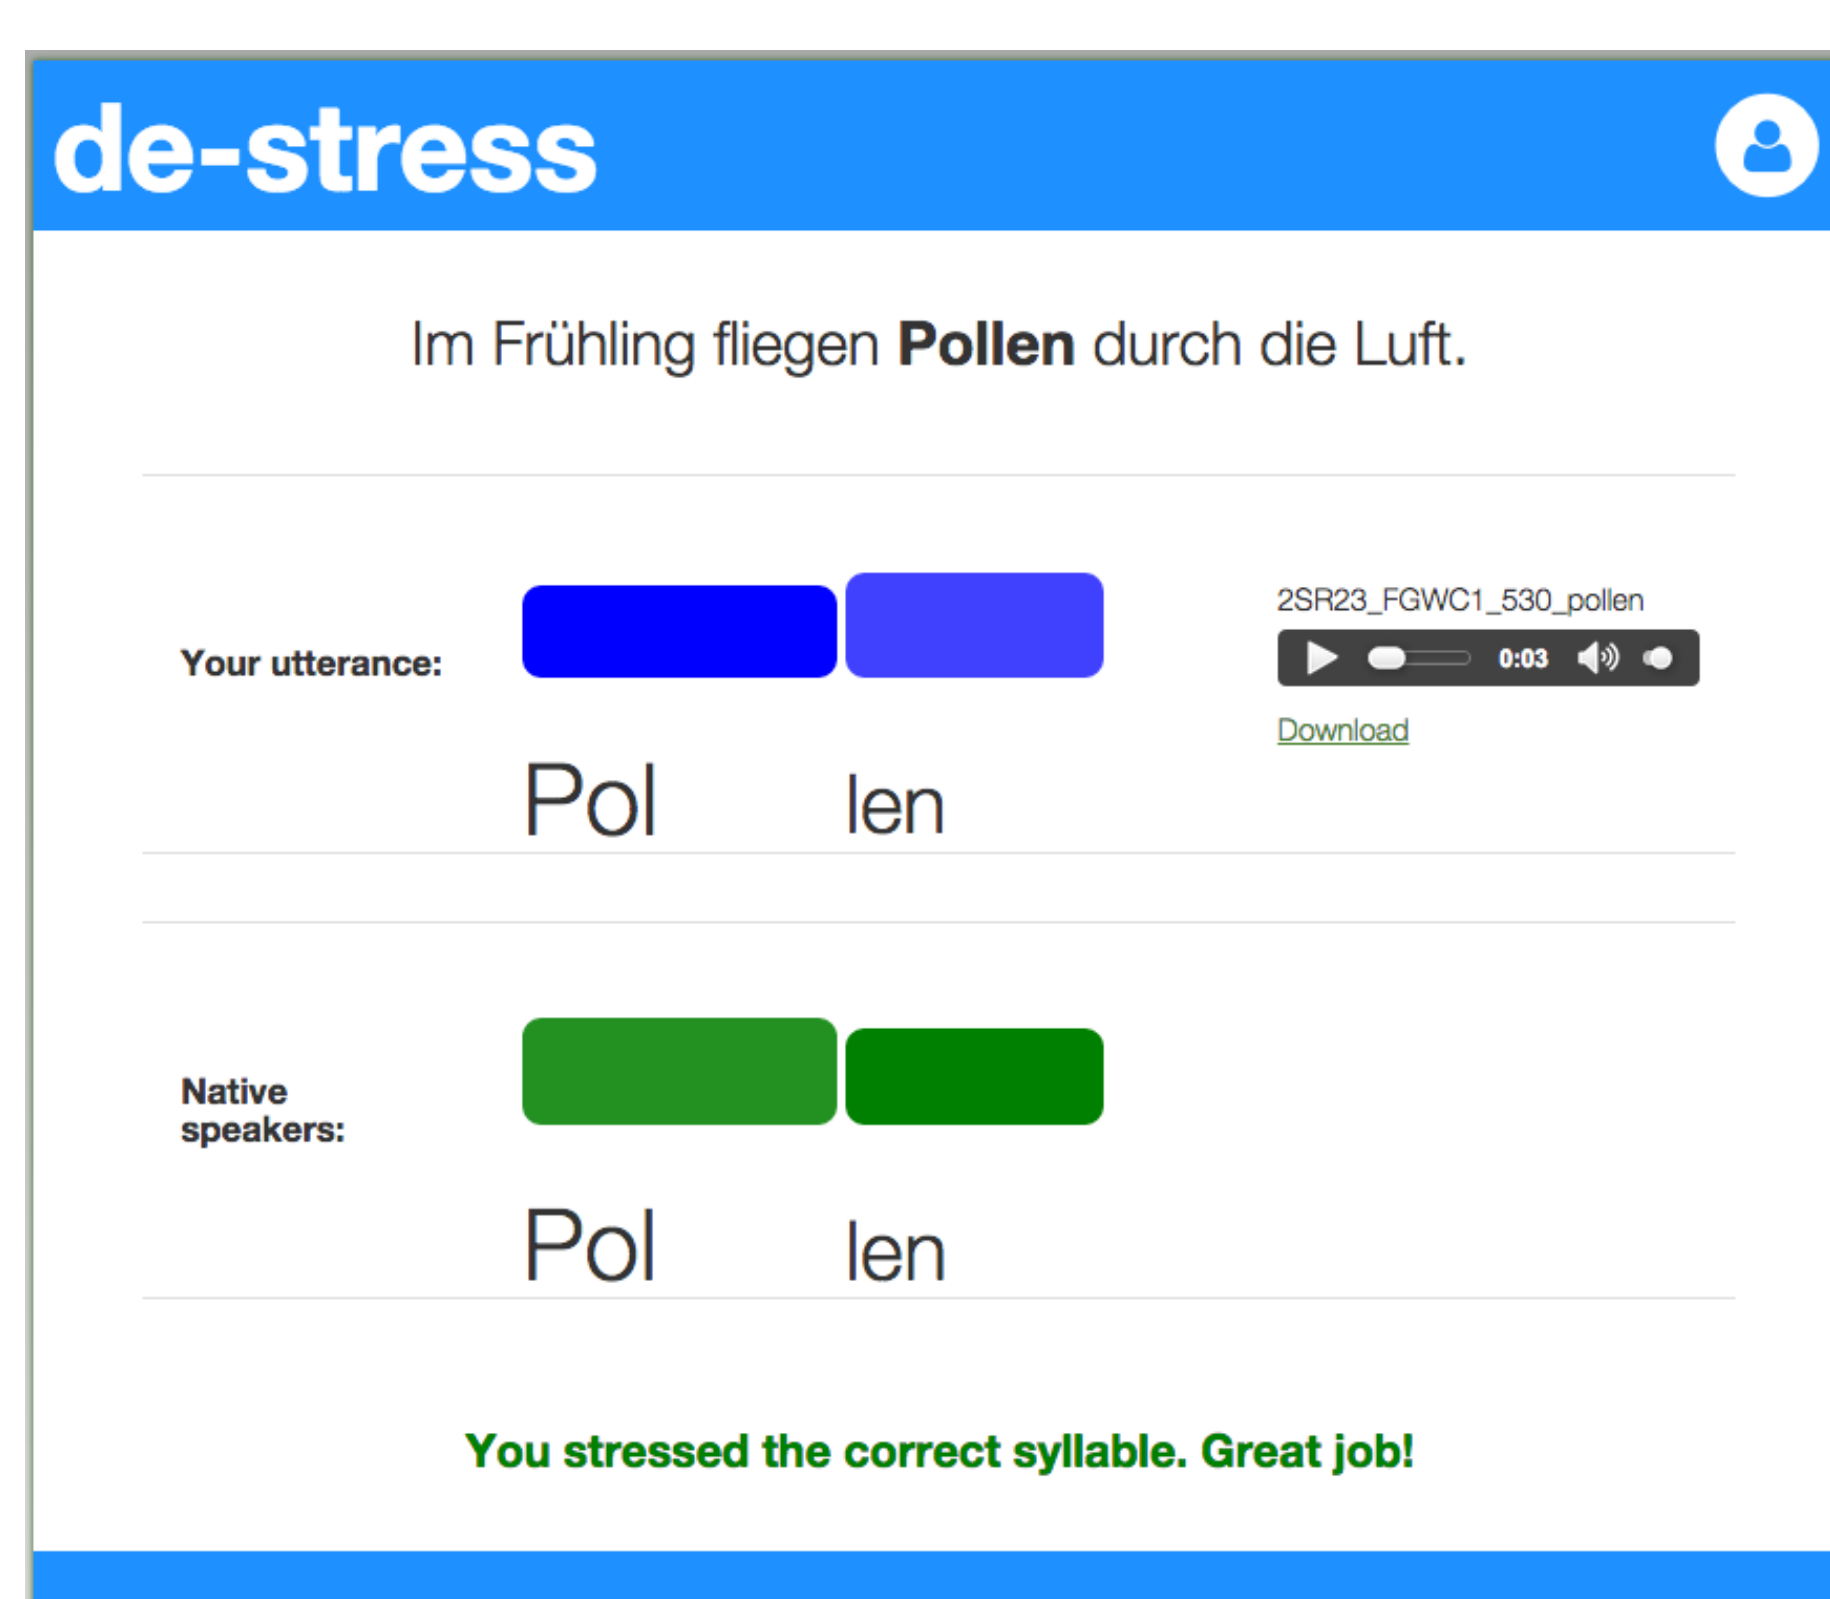 de-stress
Im Frühling fliegen Pollen durch die Luft.
Your utterance:
Pol len
2SR23_FGWC1_530_pollen
0:03
Download
Native
speakers:
Pol len
You stressed the correct syllable. Great job!